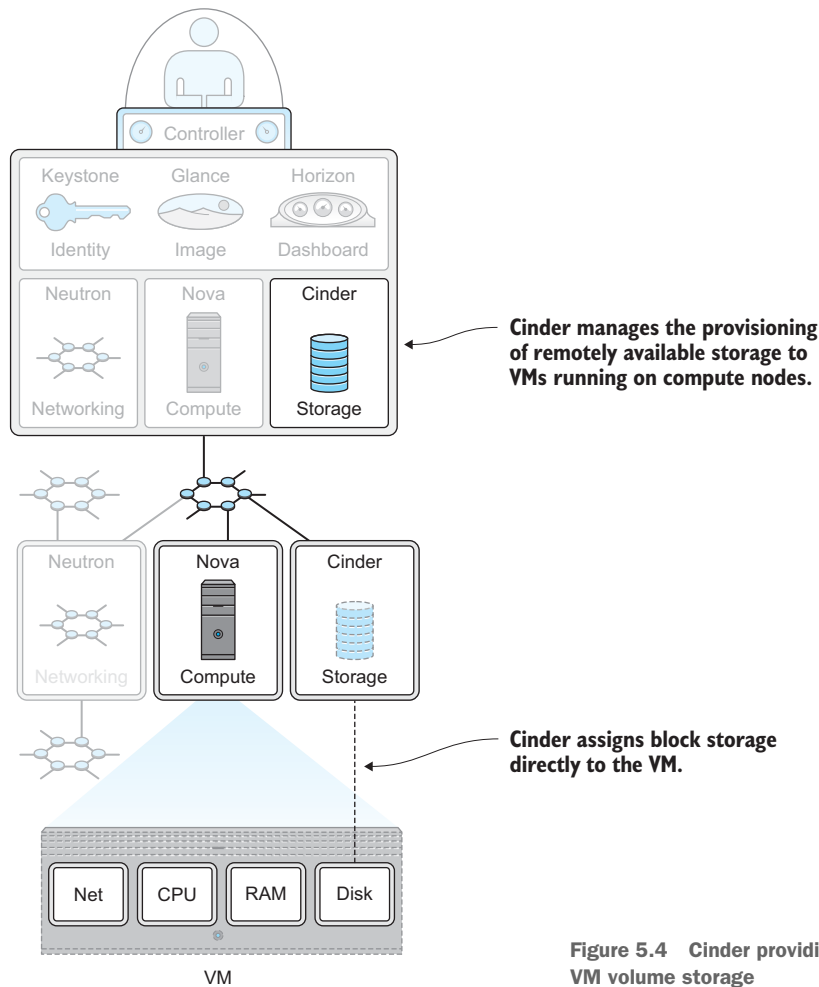 Controller
Keystone Glance Horizon
Identity Image Dashboard
Neutron Nova Cinder
Networking Compute Storage
Cinder manages the provisioning
of remotely available storage to
VMs running on compute nodes.
Neutron Nova Cinder
Networking Compute Storage
Cinder assigns block storage
directly to the VM.
Net CPU RAM Disk
VM
Figure 5.4 Cinder providi
VM volume storage